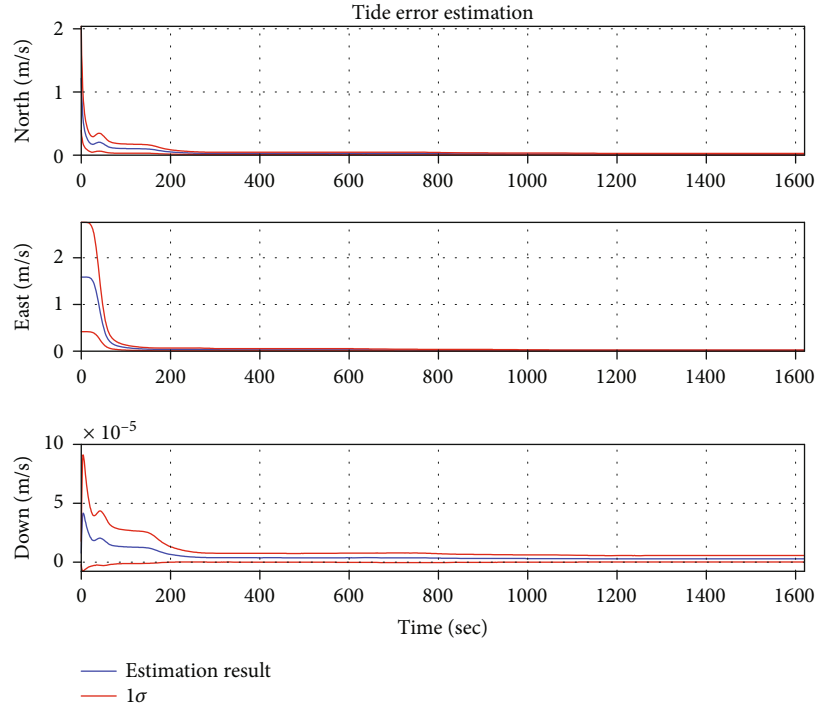 Tide error estimation
North (m/s)
2
1
0
0 200 400 600 800 1000 1200 1400 1600
East (m/s)
2
1
0
0 200 400 600 800 1000 1200 1400 1600
× 10⁻⁵
Down (m/s)
10
5
0
0 200 400 600 800 1000 1200 1400 1600
Time (sec)
Estimation result
1σ